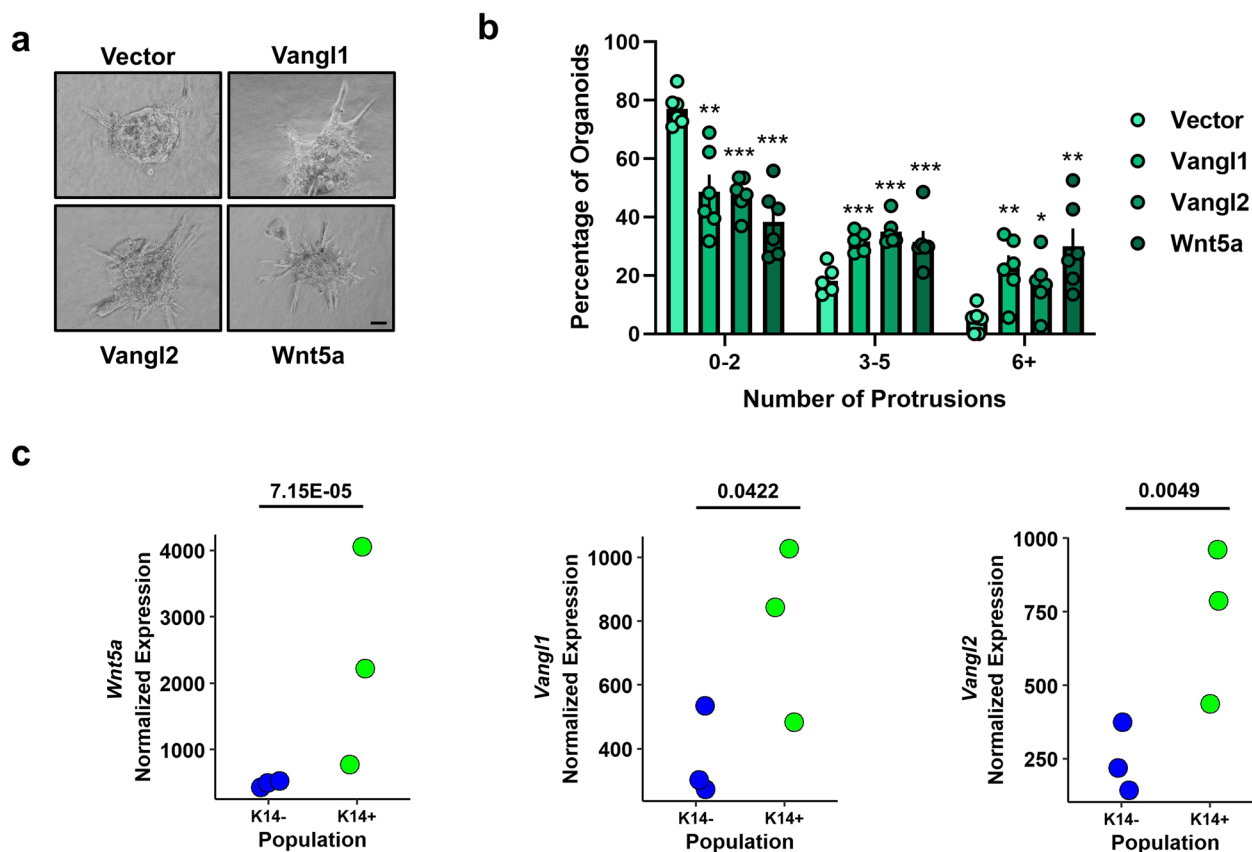 a
Vector
Vangl1
Vangl2
Wnt5a
b
Percentage of Organoids
100
80
60
40
20
0
**
***
***
***
***
***
**
*
**
0-2
3-5
6+
Number of Protrusions
Vector
Vangl1
Vangl2
Wnt5a
c
7.15E-05
Wnt5a
Normalized Expression
4000
3000
2000
1000
K14-
K14+
Population
0.0422
Vangl1
Normalized Expression
1000
800
600
400
K14-
K14+
Population
0.0049
Vangl2
Normalized Expression
1000
750
500
250
K14-
K14+
Population